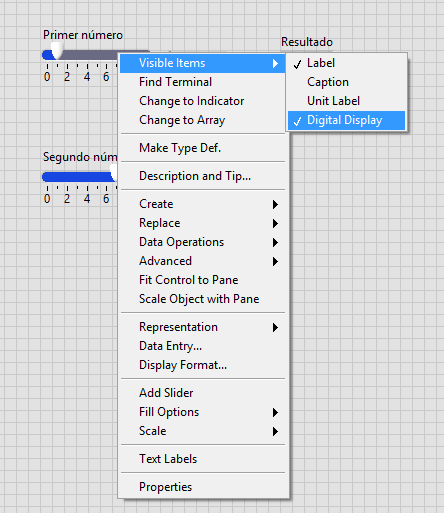 Primer número
0 2 4 6
Resultado
Segundo núm
0 2 4 6
Visible Items
Find Terminal
Change to Indicator
Change to Array
Make Type Def.
Description and Tip...
Create
Replace
Data Operations
Advanced
Fit Control to Pane
Scale Object with Pane
Representation
Data Entry...
Display Format...
Add Slider
Fill Options
Scale
Text Labels
Properties
Label
Caption
Unit Label
Digital Display